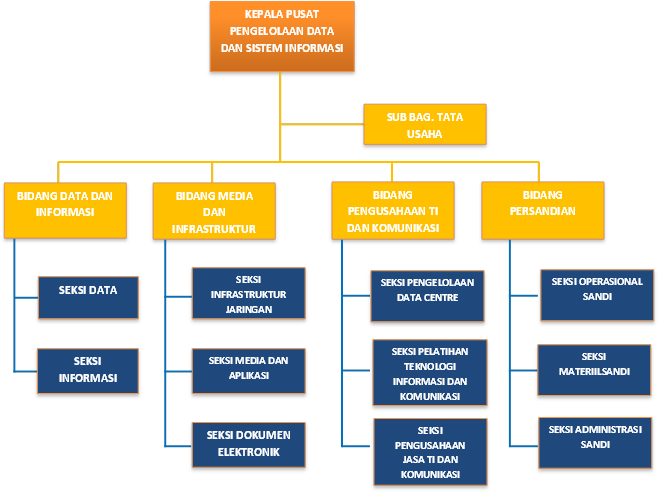 KEPALA PUSAT
PENGELOLAAN DATA
DAN SISTEM INFORMASI
SUB BAG. TATA
USAHA
BIDANG DATA DAN
INFORMASI
BIDANG MEDIA
DAN
INFRASTRUKTUR
BIDANG
PENGUSAHAAN TI
DAN KOMUNIKASI
BIDANG
PERSANDIAN
SEKSI DATA
SEKSI
INFORMASI
SEKSI
INFRASTRUKTUR
JARINGAN
SEKSI MEDIA DAN
APLIKASI
SEKSI DOKUMEN
ELEKTRONIK
SEKSI PENGELOLAAN
DATA CENTRE
SEKSI PELATIHAN
TEKNOLOGI
INFORMASI DAN
KOMUNIKASI
SEKSI
PENGUSAHAAN
JASA TI DAN
KOMUNIKASI
SEKSI OPERASIONAL
SANDI
SEKSI
MATERIILSANDI
SEKSI ADMINISTRASI
SANDI